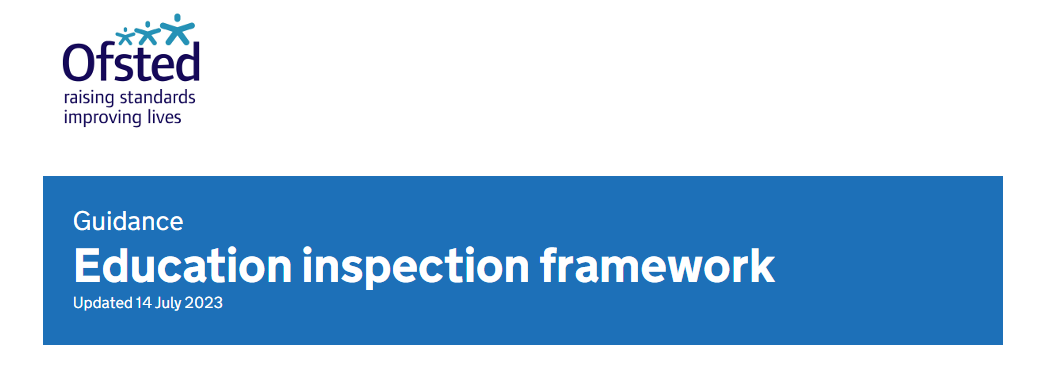 Ofsted
raising standards
improving lives
Guidance
Education inspection framework
Updated 14 July 2023